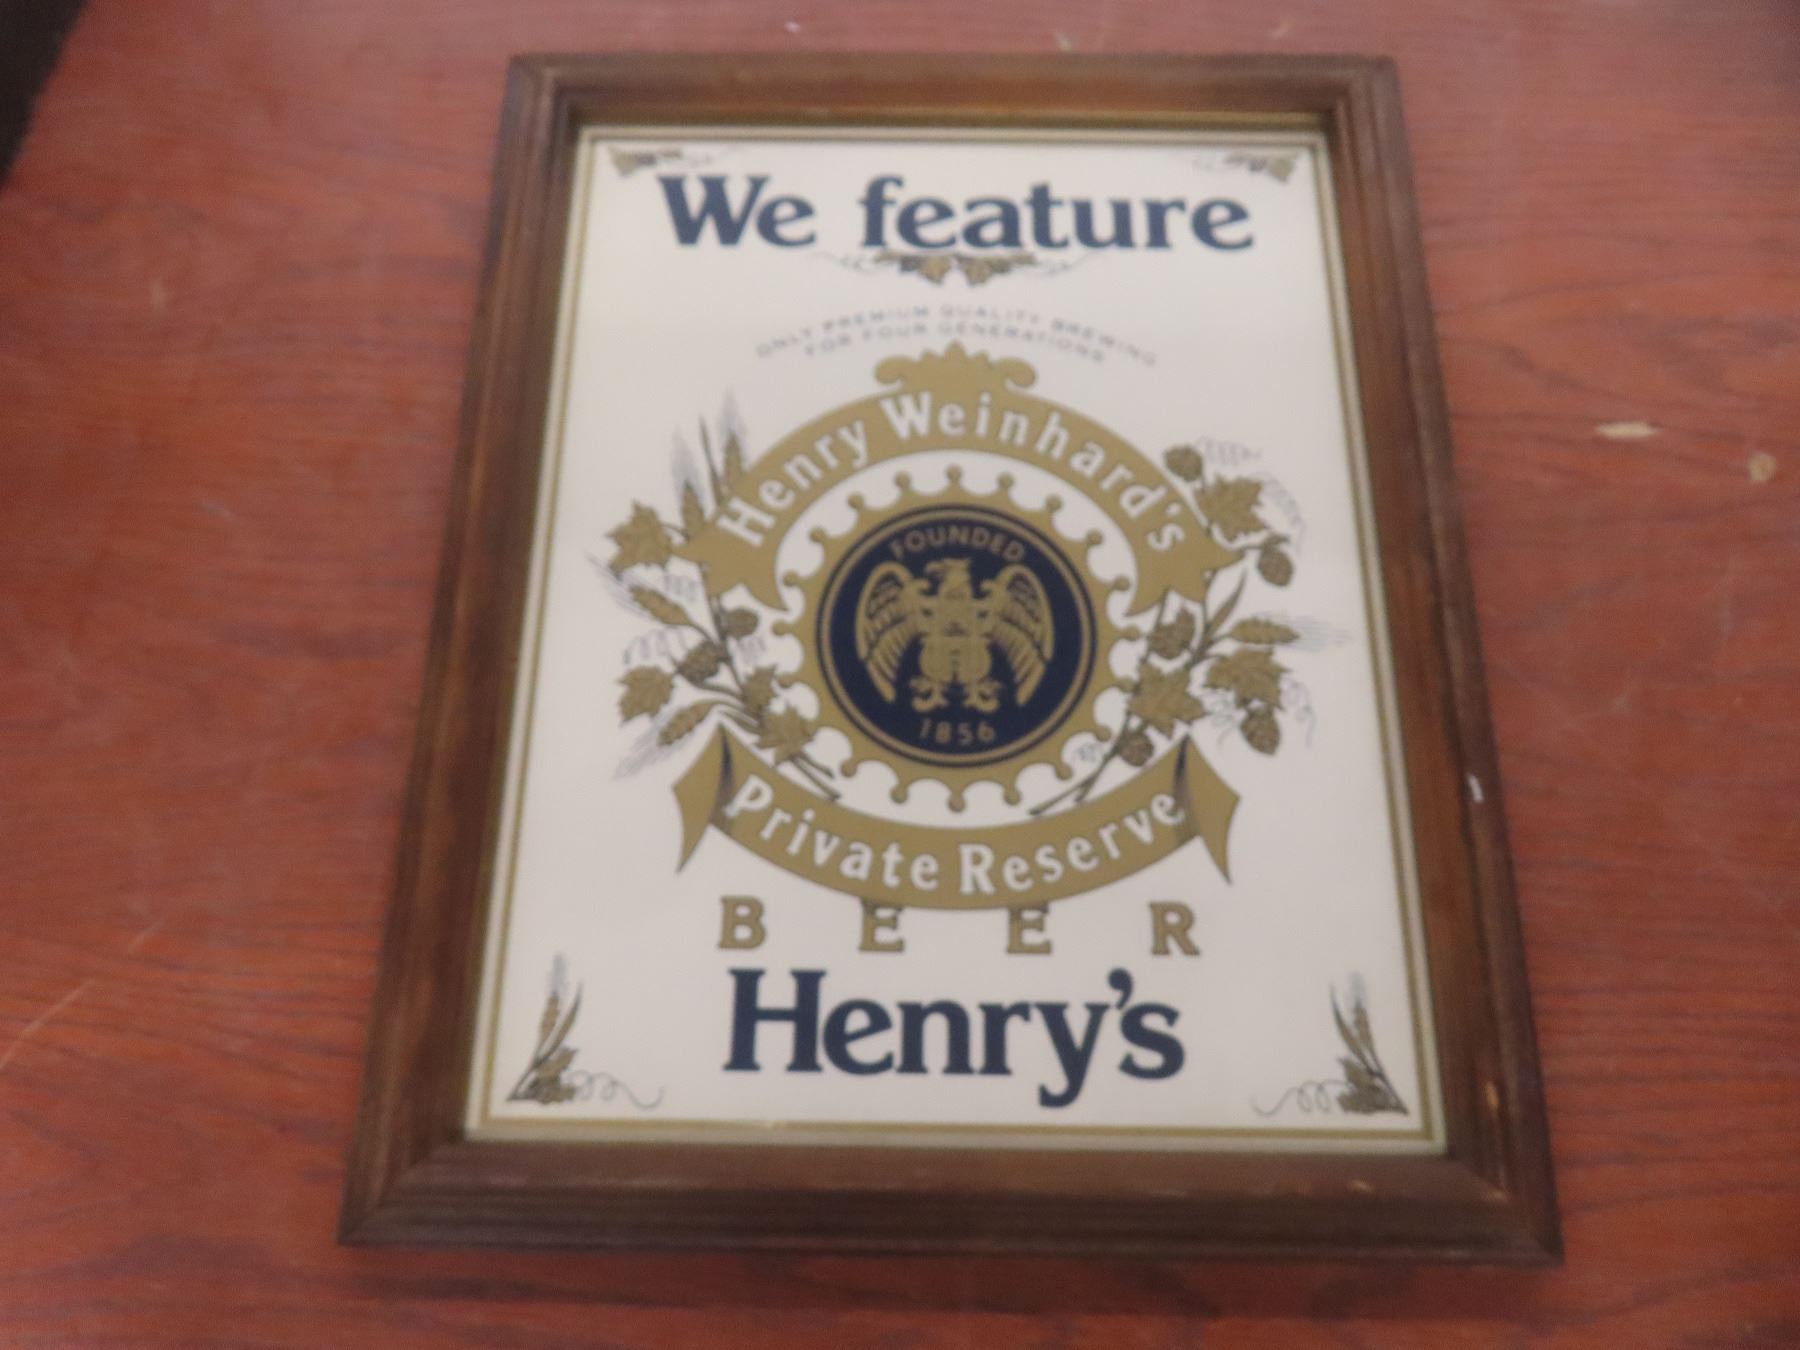 We feature
ONLY PREMIUM QUALITY BREWING
FOR FOUR GENERATIONS
Henry Weinhard's
FOUNDED
1856
Private Reserve
BEER
Henry's